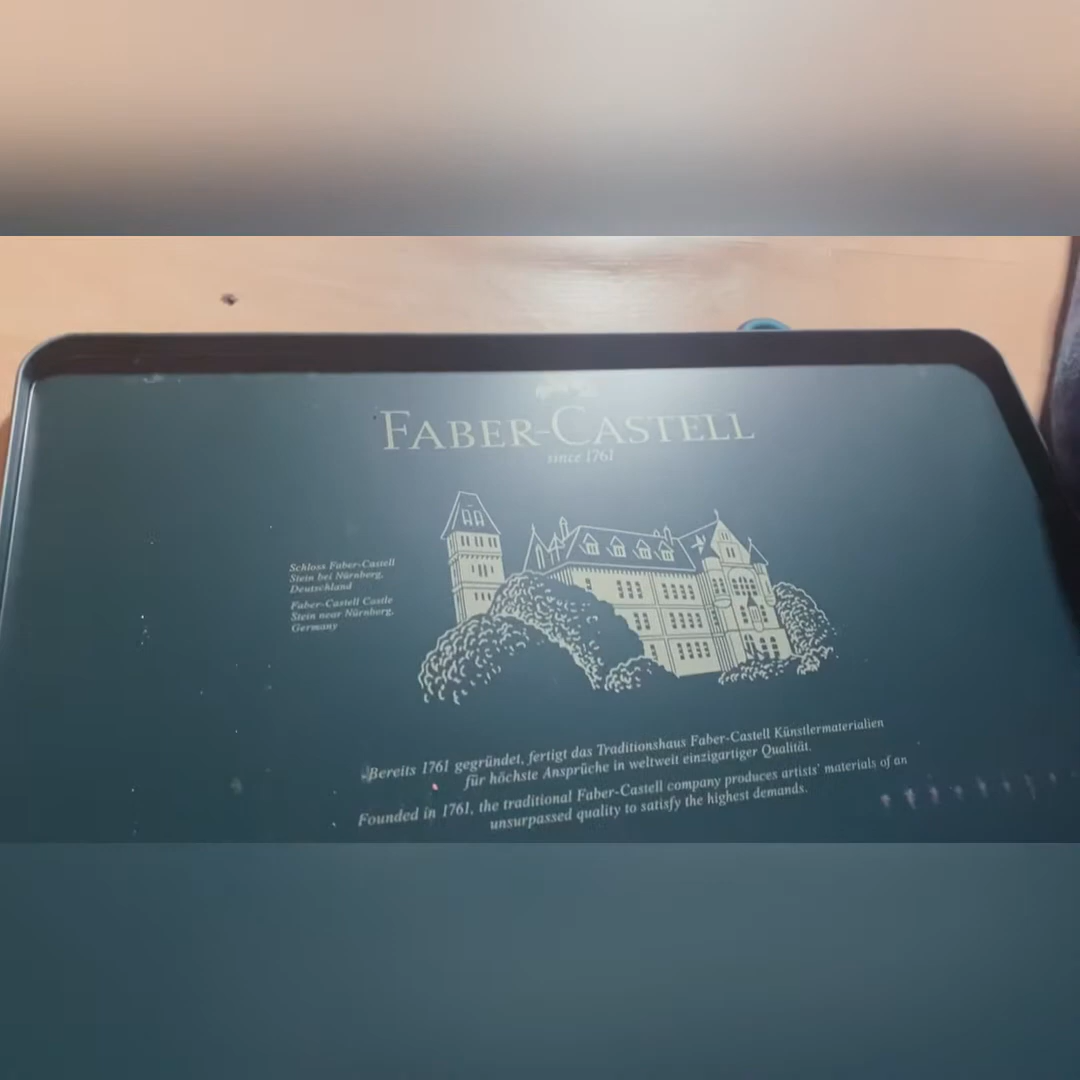 FABER-CASTELL
since 1761
Schloss Faber-Castell
Stein bei Nürnberg,
Deutschland
Faber-Castell Castle
Stein near Nürnberg,
Germany
Bereits 1761 gegründet, fertigt das Traditionshaus Faber-Castell Künstlermaterialien
für höchste Ansprüche in weltweit einzigartiger Qualität.
Founded in 1761, the traditional Faber-Castell company produces artists' materials of an
unsurpassed quality to satisfy the highest demands.